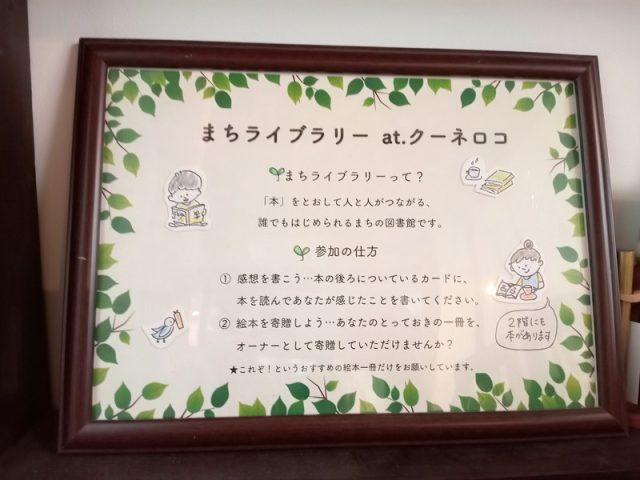 まちライブラリー at.クーネロコ
まちライブラリーって？
「本」をとおして人と人がつながる、
誰でもはじめられるまちの図書館です。
参加の仕方
① 感想を書こう…本の後ろについているカードに、
本を読んであなたが感じたことを書いてください。
② 絵本を寄贈しよう…あなたのとっておきの一冊を、
オーナーとして寄贈していただけませんか？
★これぞ！というおすすめの絵本一冊だけをお願いしています。
2階にも
本があります